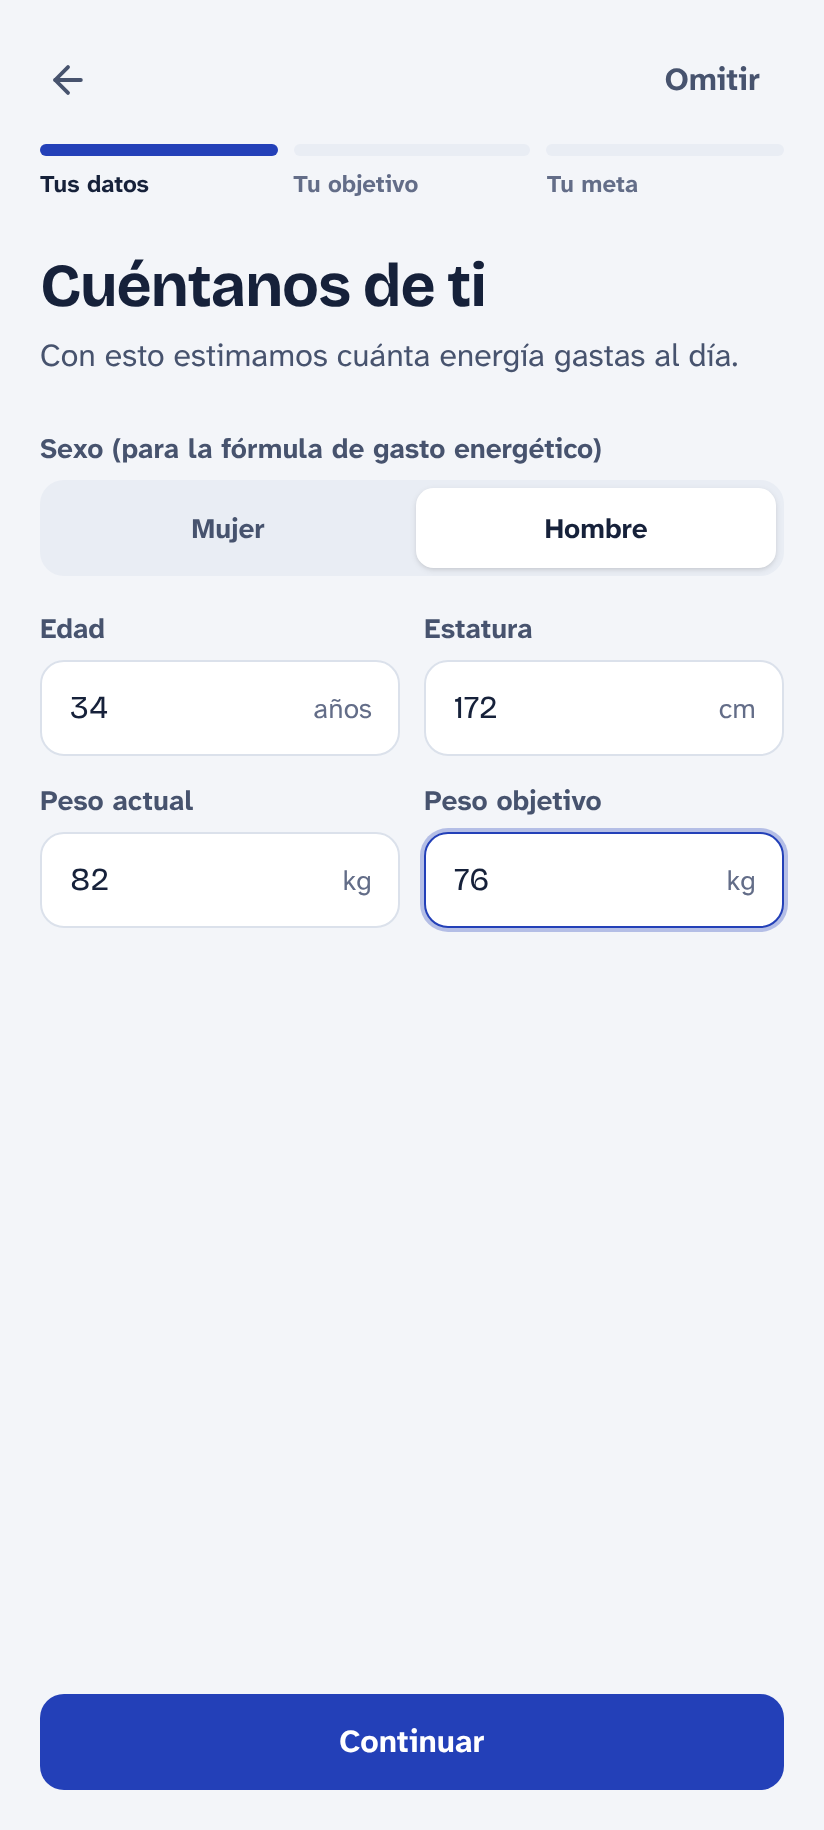 Omitir
Tus datos
Tu objetivo
Tu meta
Cuéntanos de ti
Con esto estimamos cuánta energía gastas al día.
Sexo (para la fórmula de gasto energético)
Mujer
Hombre
Edad
Estatura
34 años
172 cm
Peso actual
Peso objetivo
82 kg
76 kg
Continuar